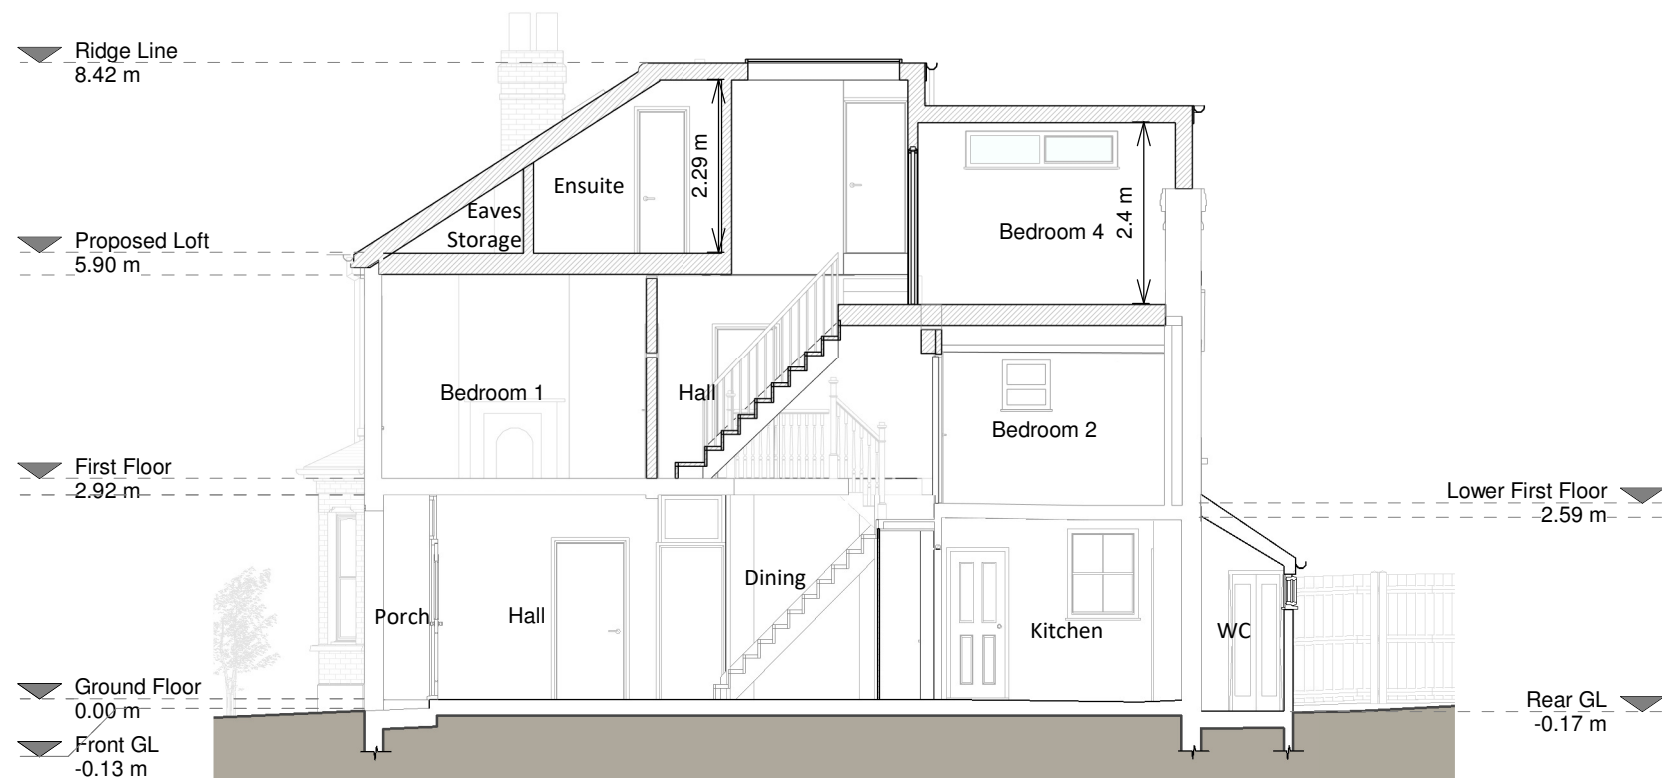 Ridge Line
8.42 m
2.29 m
Ensuite
Eaves
Storage
Bedroom 4
2.4 m
Proposed Loft
5.90 m
Bedroom 1
Hall
Bedroom 2
First Floor
2.92 m
Lower First Floor
2.59 m
Dining
Porch
Hall
Kitchen
WC
Ground Floor
0.00 m
Rear GL
-0.17 m
Front GL
-0.13 m